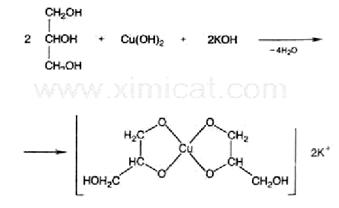 CH₂OH
2 CHOH + Cu(OH)₂ + 2KOH
-4H₂O
CH₂OH
www.ximicat.com
O O
H₂C CH₂
Cu
HC CH
O O
HOH₂C CH₂OH
2K⁺